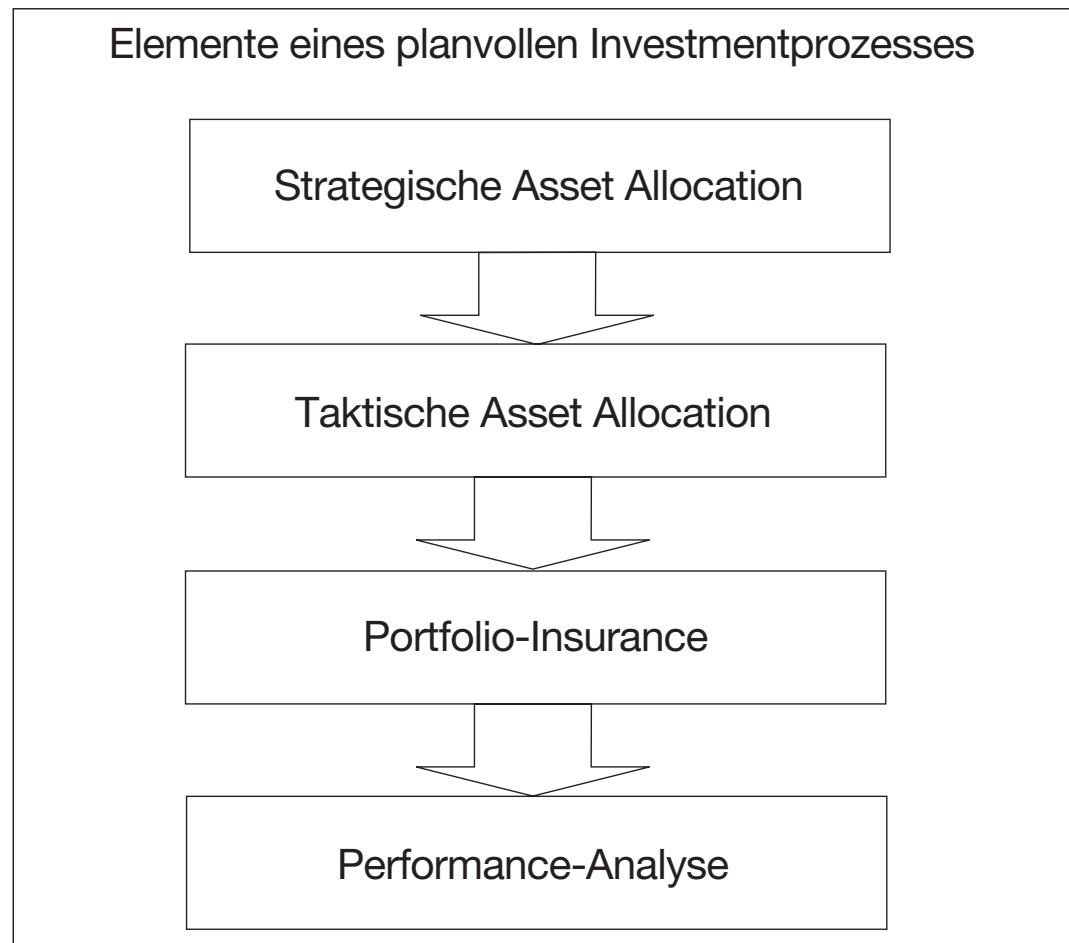 Elemente eines planvollen Investmentprozesses
Strategische Asset Allocation
Taktische Asset Allocation
Portfolio-Insurance
Performance-Analyse